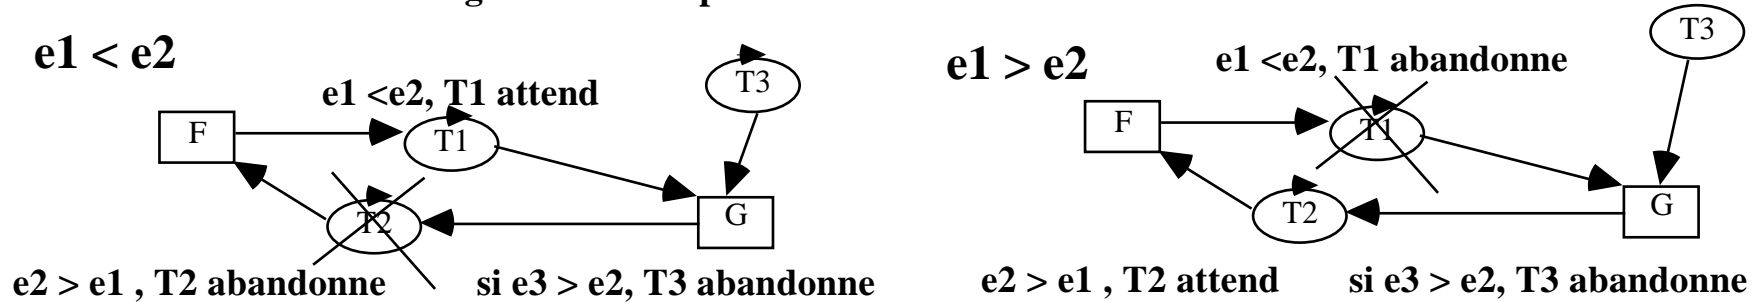 e1 < e2
e1 <e2, T1 attend
T3
F
T1
T2
G
e2 > e1 , T2 abandonne
si e3 > e2, T3 abandonne
e1 > e2
e1 <e2, T1 abandonne
T3
F
T1
T2
G
e2 > e1 , T2 attend
si e3 > e2, T3 abandonne